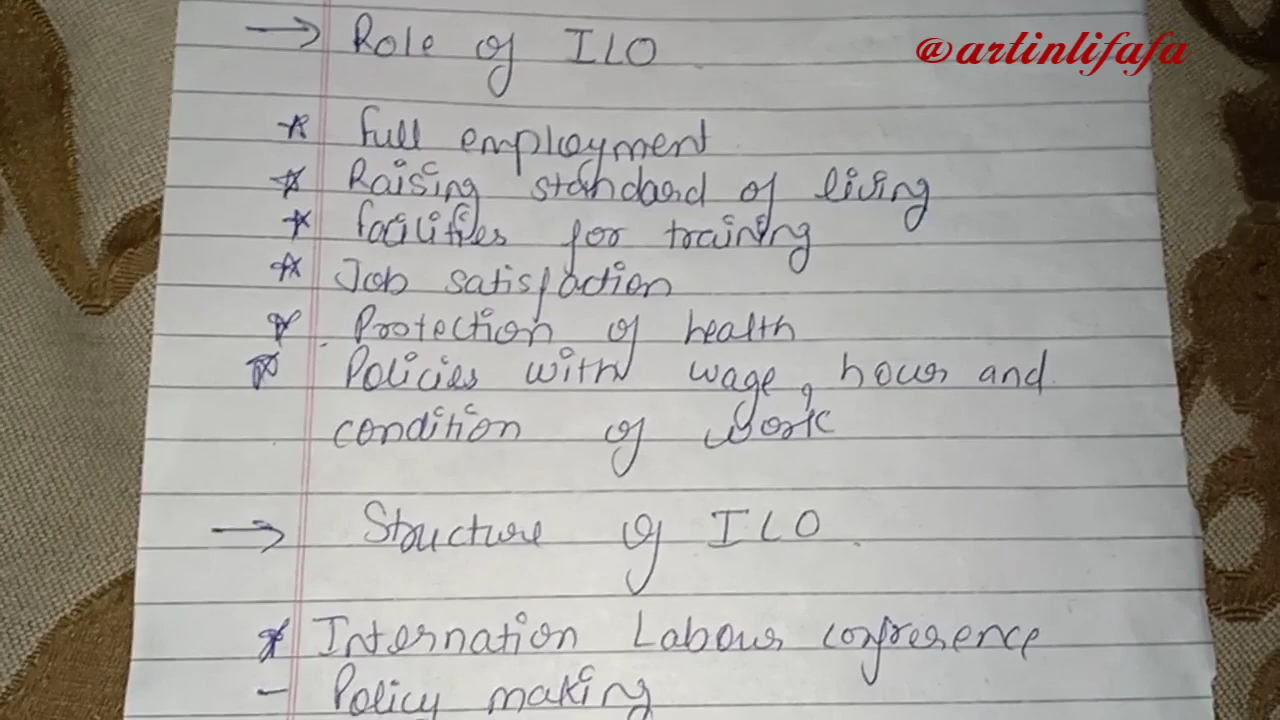 → Role of ILO
@artinlifafa
* Full employment
* Raising standard of living
* Facilities for training
* Job satisfaction
* Protection of health
* Policies with wage, hour and
condition of work
→ Structure of ILO.
* Internation Labour conference
- Policy making